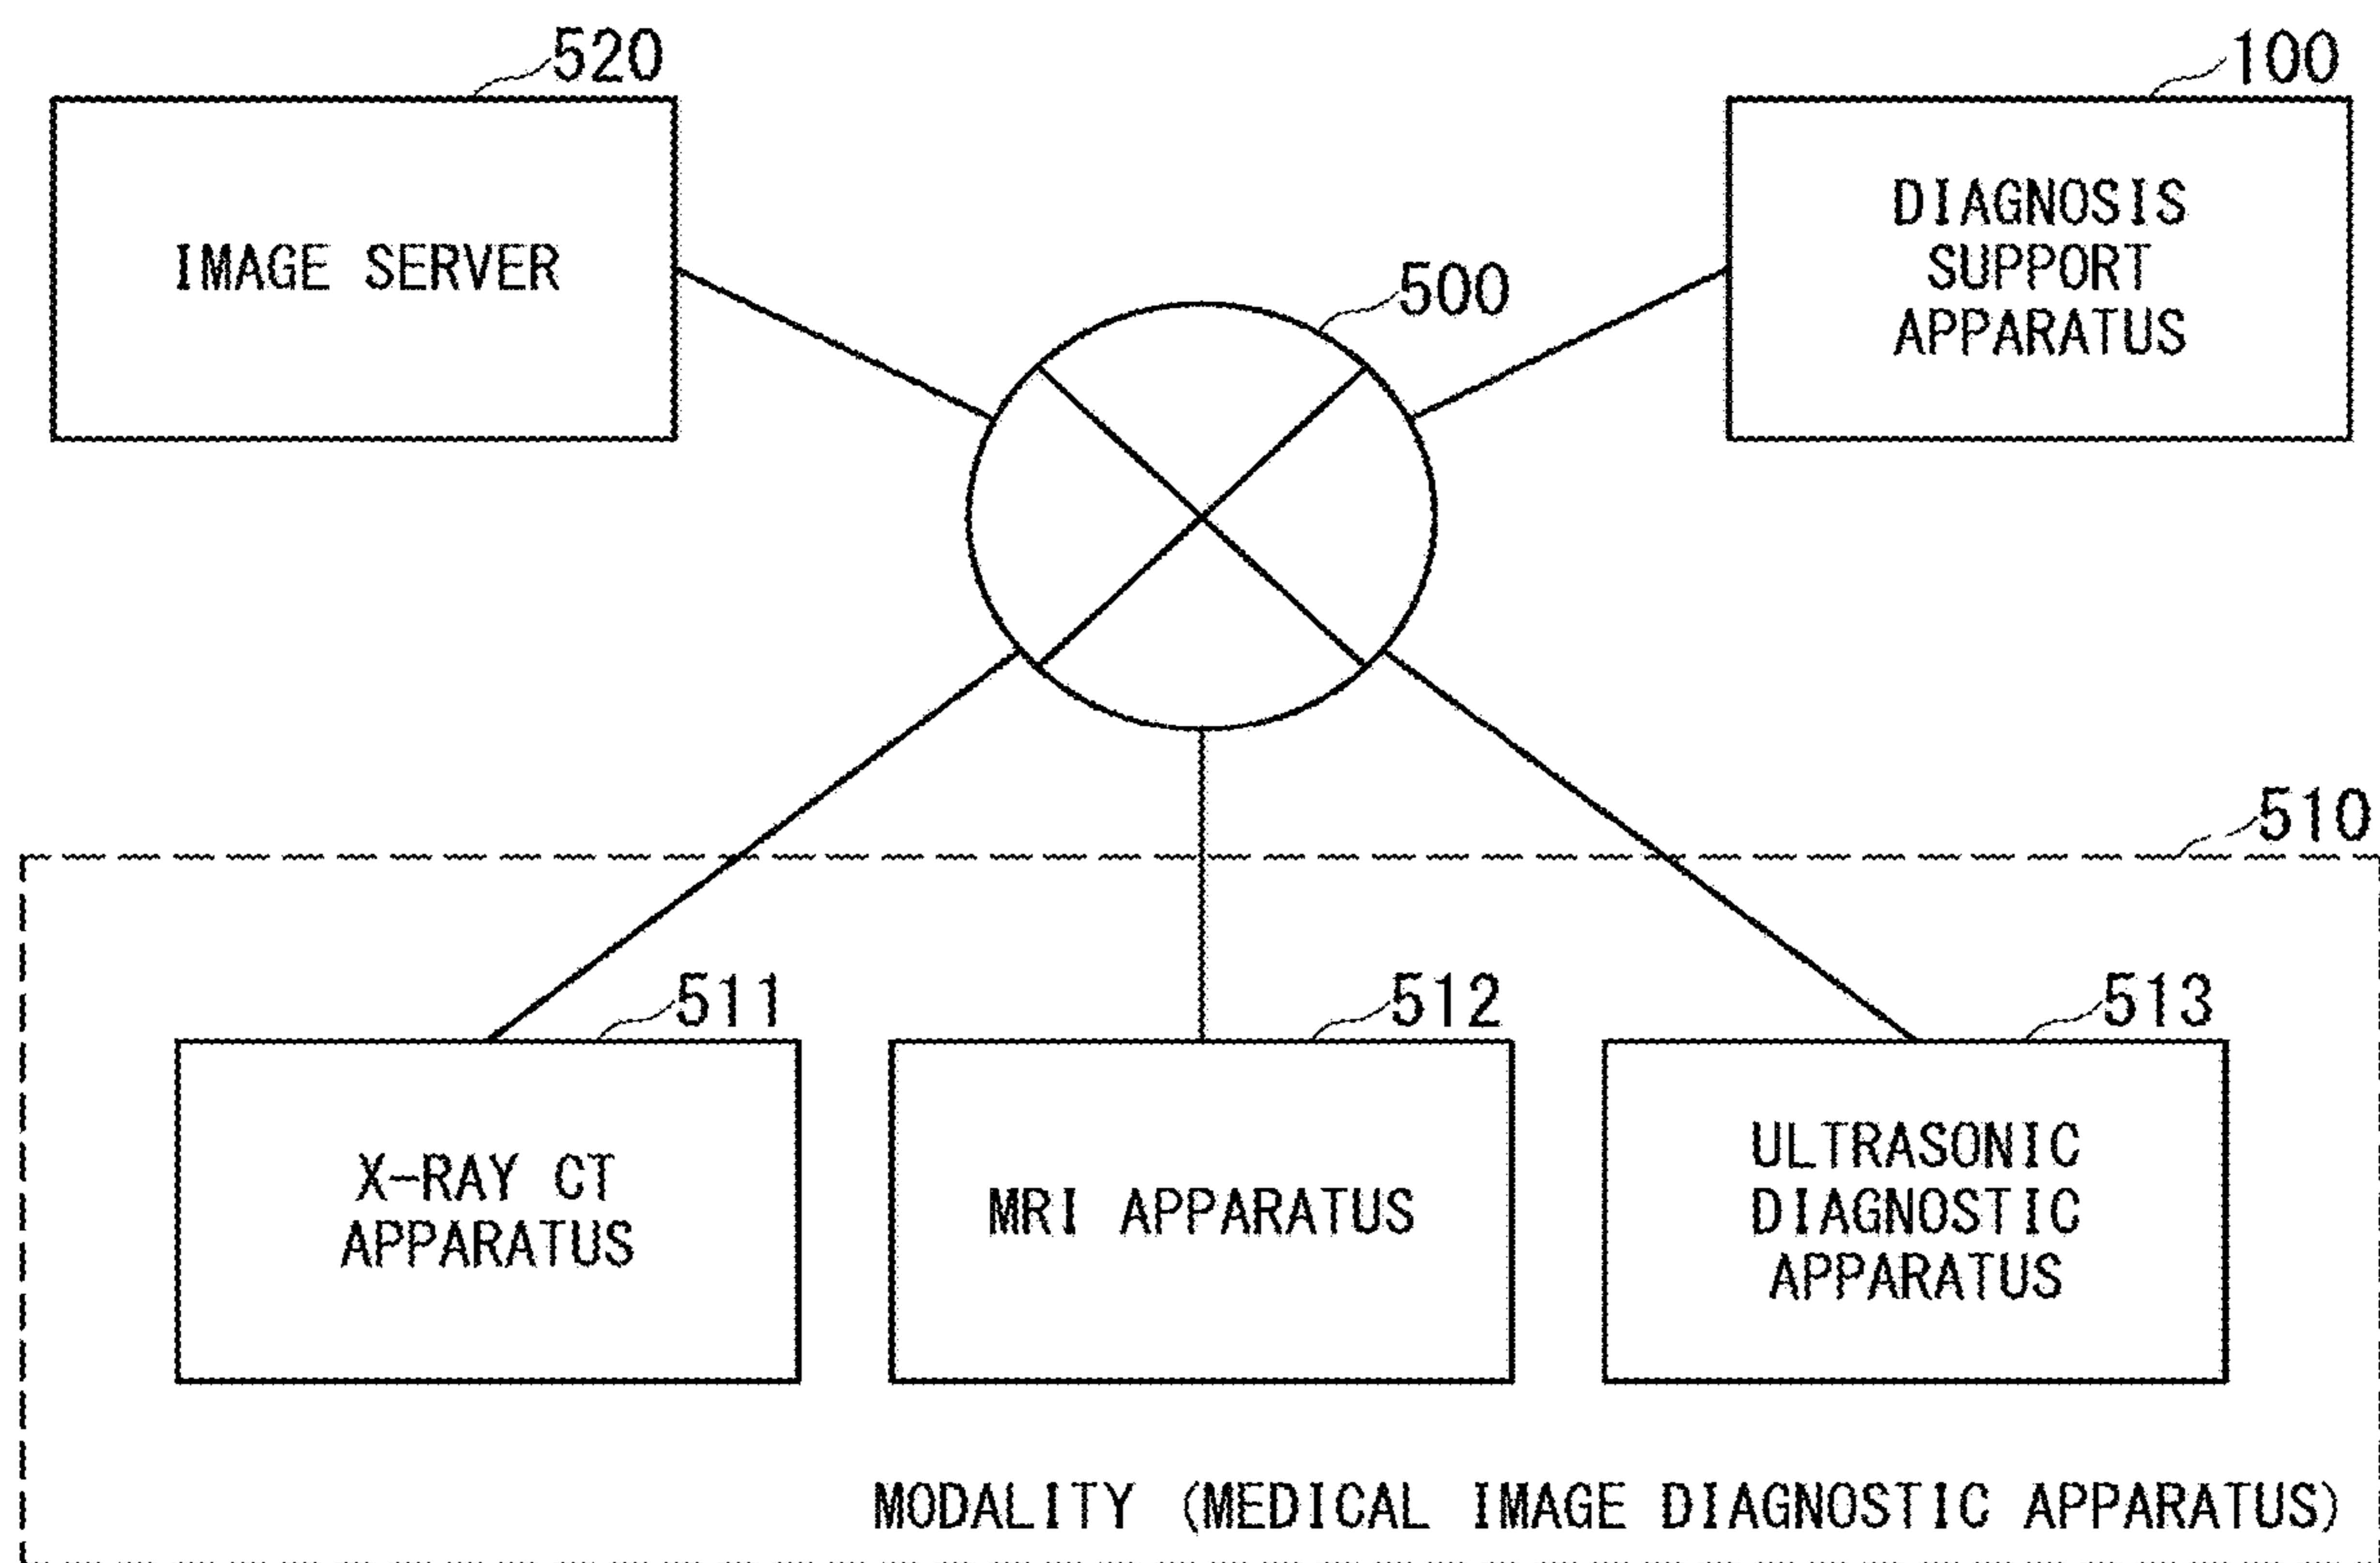 520
100
IMAGE SERVER
DIAGNOSIS
SUPPORT
APPARATUS
500
510
511
512
513
X-RAY CT
APPARATUS
MRI APPARATUS
ULTRASONIC
DIAGNOSTIC
APPARATUS
MODALITY (MEDICAL IMAGE DIAGNOSTIC APPARATUS)